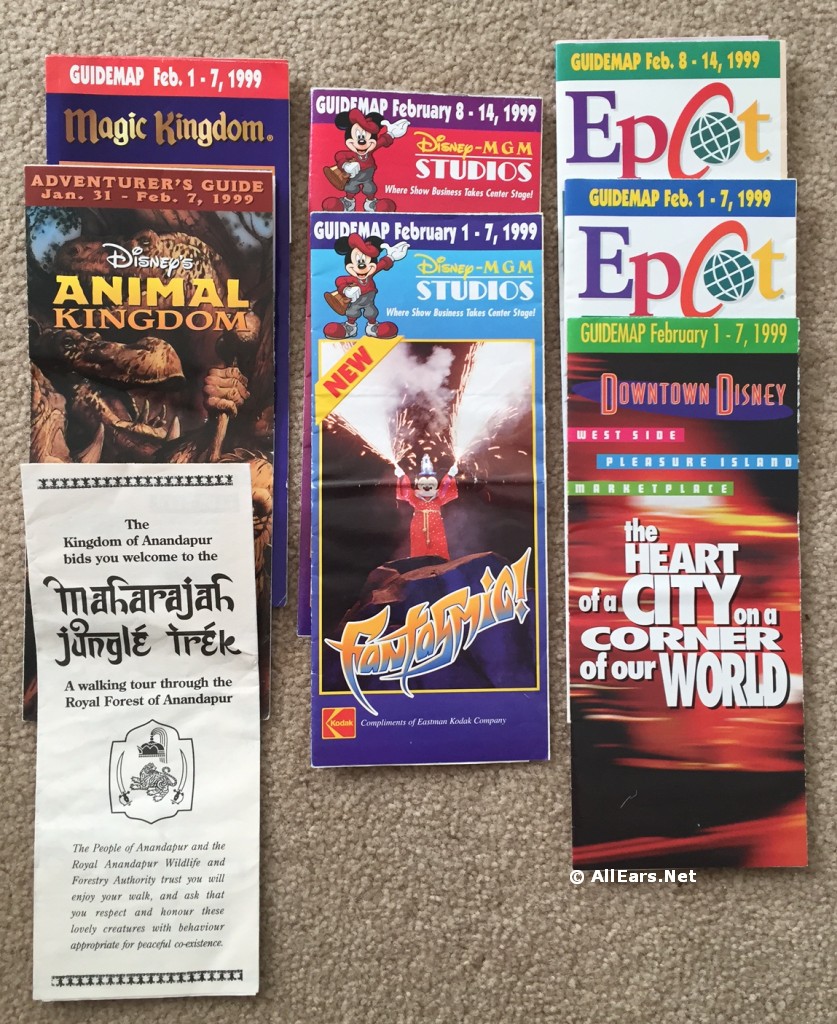 GUIDEMAP Feb. 1 - 7, 1999
Magic Kingdom®
ADVENTURER'S GUIDE
Jan. 31 - Feb. 7, 1999
DISNEY'S
ANIMAL
KINGDOM
The
Kingdom of Anandapur
bids you welcome to the
maharajah
jungle trek
A walking tour through the
Royal Forest of Anandapur
The People of Anandapur and the
Royal Anandapur Wildlife and
Forestry Authority trust you will
enjoy your walk, and ask that
you respect and honour these
lovely creatures with behaviour
appropriate for peaceful co-existence.
GUIDEMAP February 8 - 14, 1999
DISNEY-MGM
STUDIOS
Where Show Business Takes Center Stage!
GUIDEMAP February 1 - 7, 1999
DISNEY-MGM
STUDIOS
Where Show Business Takes Center Stage!
NEW
Fantasmic!
Kodak
Compliments of Eastman Kodak Company
GUIDEMAP Feb. 8 - 14, 1999
Epcot
GUIDEMAP Feb. 1 - 7, 1999
Epcot
GUIDEMAP February 1 - 7, 1999
DOWNTOWN DISNEY
WEST SIDE
PLEASURE ISLAND
MARKETPLACE
the
HEART
of a CITY on a
CORNER
of our WORLD
© AllEars.Net